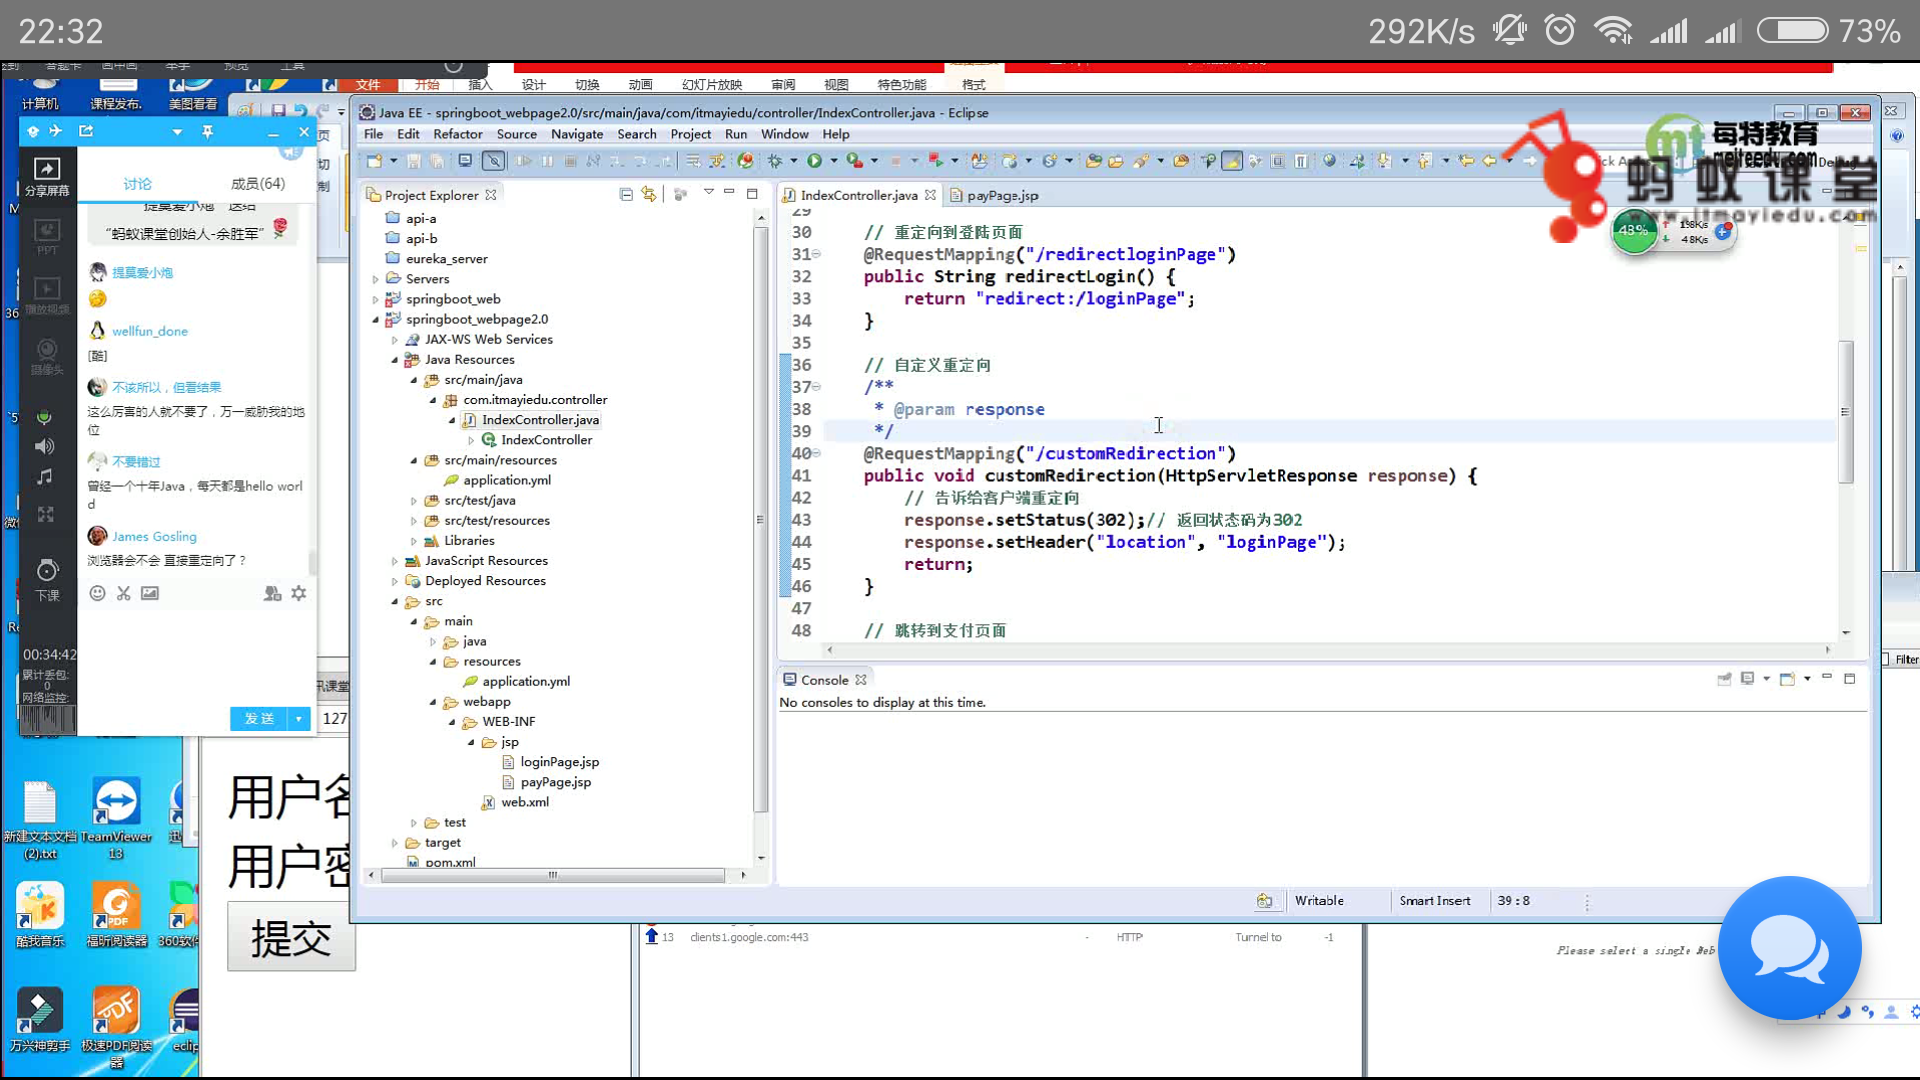 22:32
292K/s
73%
计算机
课程发布.
美图看看
文件
开始
插入
设计
切换
动画
幻灯片放映
审阅
视图
特色功能
格式
Java EE - springboot_webpage2.0/src/main/java/com/itmayiedu/controller/IndexController.java - Eclipse
File Edit Refactor Source Navigate Search Project Run Window Help
每特教育
蚂蚁课堂
www.itmayiedu.com
43%
讨论
成员(64)
分享屏幕
PPT
播放视频
摄像头
下课
00:34:42
累计丢包:
0
网络监控:
“蚂蚁课堂创始人-余胜军”
提莫爱小炮
wellfun_done
[酷]
不该所以，但看结果
这么厉害的人就不要了，万一威胁我的地
位
不要错过
曾经一个十年Java，每天都是hello worl
d
James Gosling
浏览器会不会 直接重定向了？
发送
Project Explorer
api-a
api-b
eureka_server
Servers
springboot_web
springboot_webpage2.0
JAX-WS Web Services
Java Resources
src/main/java
com.itmayiedu.controller
IndexController.java
IndexController
src/main/resources
application.yml
src/test/java
src/test/resources
Libraries
JavaScript Resources
Deployed Resources
src
main
java
resources
application.yml
webapp
WEB-INF
jsp
loginPage.jsp
payPage.jsp
web.xml
test
target
pom.xml
IndexController.java
payPage.jsp
29
30 // 重定向到登陆页面
31 @RequestMapping("/redirectloginPage")
32 public String redirectLogin() {
33 return "redirect:/loginPage";
34 }
35
36 // 自定义重定向
37 /**
38 * @param response
39 */
40 @RequestMapping("/customRedirection")
41 public void customRedirection(HttpServletResponse response) {
42 // 告诉给客户端重定向
43 response.setStatus(302);// 返回状态码为302
44 response.setHeader("location", "loginPage");
45 return;
46 }
47
48 // 跳转到支付页面
Console
No consoles to display at this time.
Writable
Smart Insert
39 : 8
Filter
127
用户名
用户密
提交
新建文本文档
(2).txt
TeamViewer
13
酷我音乐
福昕阅读器
360软件
万兴神剪手
极速PDF阅读
器
eclip
13 clients1.google.com:443 - HTTP Tunnel to -1
Please select a single Web